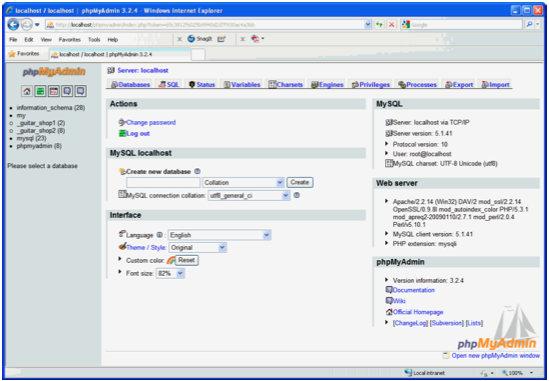 localhost / localhost | phpMyAdmin 3.2.4 - Windows Internet Explorer
Google
File Edit View Favorites Tools Help
x SnagIt
Favorites
localhost / localhost | phpMyAdmin 3.2.4
phpMyAdmin
information_schema (28)
my
_guitar_shop1 (2)
_guitar_shop2 (8)
mysql (23)
phpmyadmin (8)
Please select a database
Server: localhost
Databases SQL Status Variables Charsets Engines Privileges Processes Export Import
Actions
Change password
Log out
MySQL localhost
Create new database
Collation Create
MySQL connection collation: utf8_general_ci
Interface
Language : English
Theme / Style: Original
Custom color: Reset
Font size: 82%
MySQL
Server: localhost via TCP/IP
Server version: 5.1.41
Protocol version: 10
User: root@localhost
MySQL charset: UTF-8 Unicode (utf8)
Web server
Apache/2.2.14 (Win32) DAV/2 mod_ssl/2.2.14
OpenSSL/0.9.8l mod_autoindex_color PHP/5.3.1
mod_apreq2-20090110/2.7.1 mod_perl/2.0.4
Perl/v5.10.1
MySQL client version: 5.1.41
PHP extension: mysqli
phpMyAdmin
Version information: 3.2.4
Documentation
Wiki
Official Homepage
[ChangeLog] [Subversion] [Lists]
phpMyAdmin
Open new phpMyAdmin window
Local intranet
100%